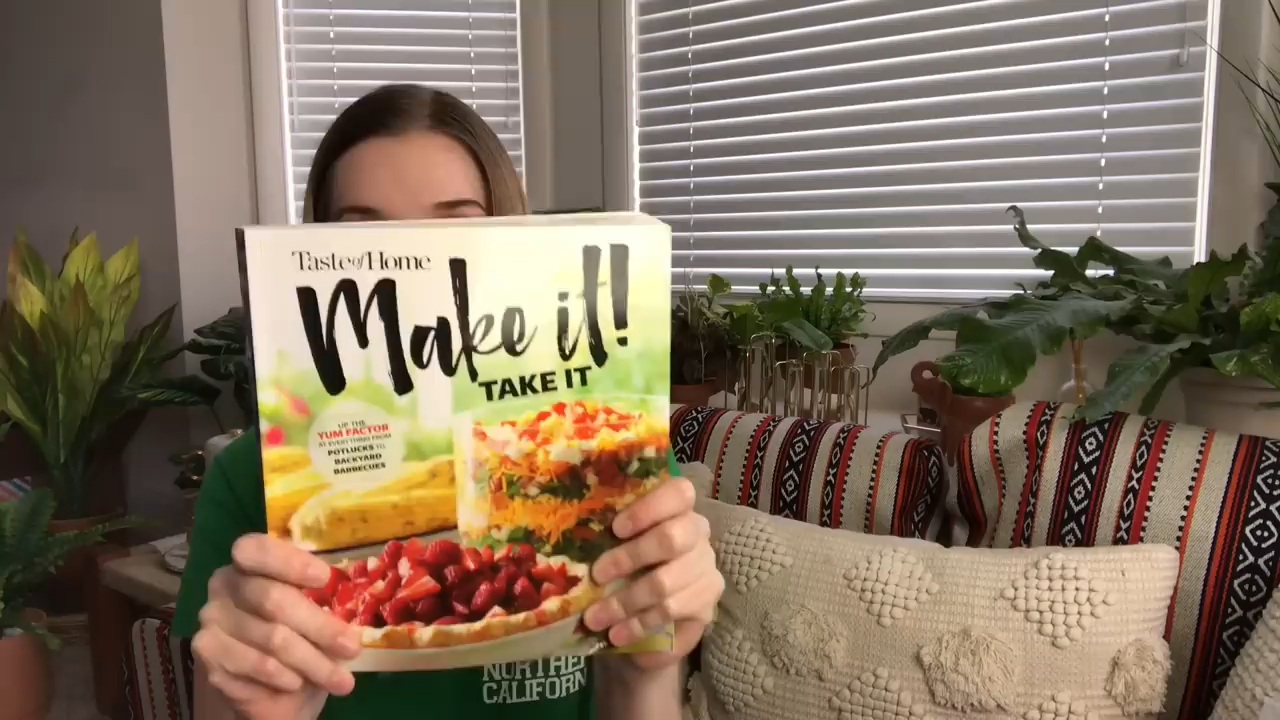 Taste of Home
Make it!
TAKE IT
UP THE
YUM FACTOR
AT EVERYTHING FROM
POTLUCKS TO
BACKYARD
BARBECUES
NORTHE
CALIFORN